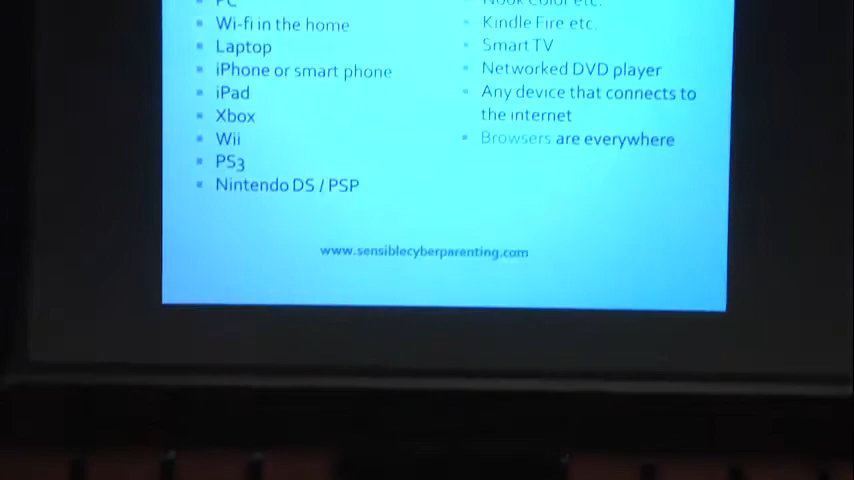 PC
Wi-fi in the home
Laptop
iPhone or smart phone
iPad
Xbox
Wii
PS3
Nintendo DS / PSP
Nook Color etc.
Kindle Fire etc.
Smart TV
Networked DVD player
Any device that connects to
the internet
Browsers are everywhere
www.sensiblecyberparenting.com